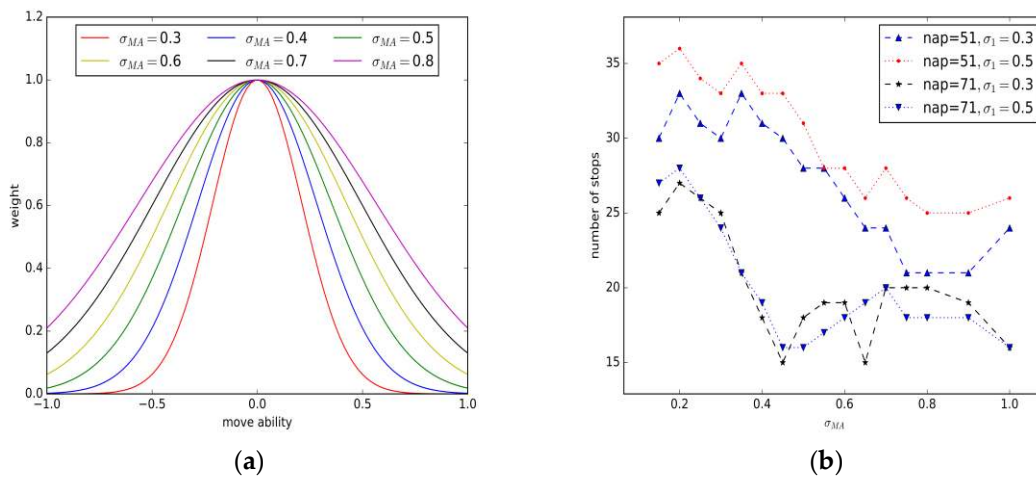 1.2
1.0
0.8
0.6
0.4
0.2
0.0
−1.0 −0.5 0.0 0.5 1.0
weight
move ability
σ_MA = 0.3 σ_MA = 0.4 σ_MA = 0.5
σ_MA = 0.6 σ_MA = 0.7 σ_MA = 0.8
(a)
35
30
25
20
15
0.2 0.4 0.6 0.8 1.0
number of stops
σ_MA
nap=51, σ₁ = 0.3
nap=51, σ₁ = 0.5
nap=71, σ₁ = 0.3
nap=71, σ₁ = 0.5
(b)